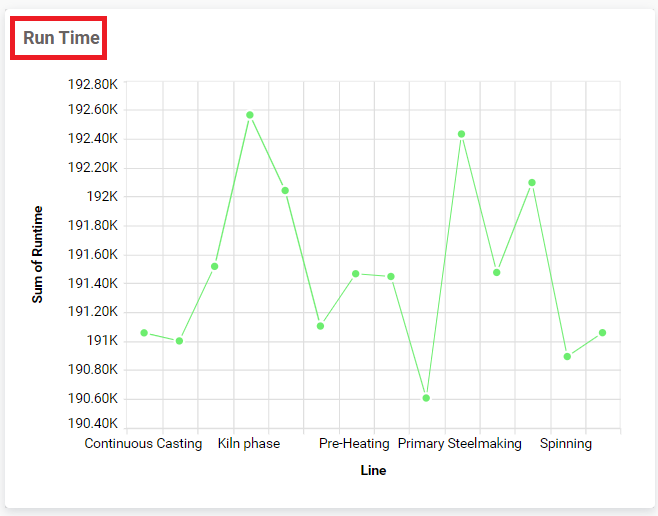 Run Time
192.80K
192.60K
192.40K
192.20K
192K
191.80K
191.60K
191.40K
191.20K
191K
190.80K
190.60K
190.40K
Sum of Runtime
Continuous Casting Kiln phase Pre-Heating Primary Steelmaking Spinning
Line